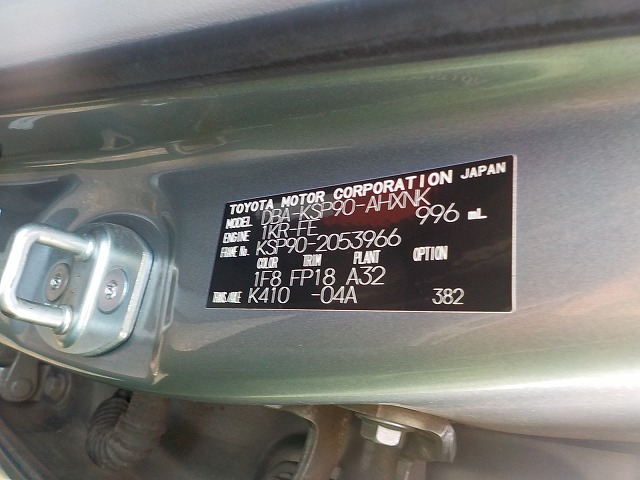 TOYOTA MOTOR CORPORATION JAPAN
MODEL DBA-KSP90-AHXNK
ENGINE 1KR-FE 996 mL
FRAME No. KSP90-2053966
COLOR TRIM PLANT OPTION
1F8 FP18 A32
TRANS/AXLE K410 -04A 382